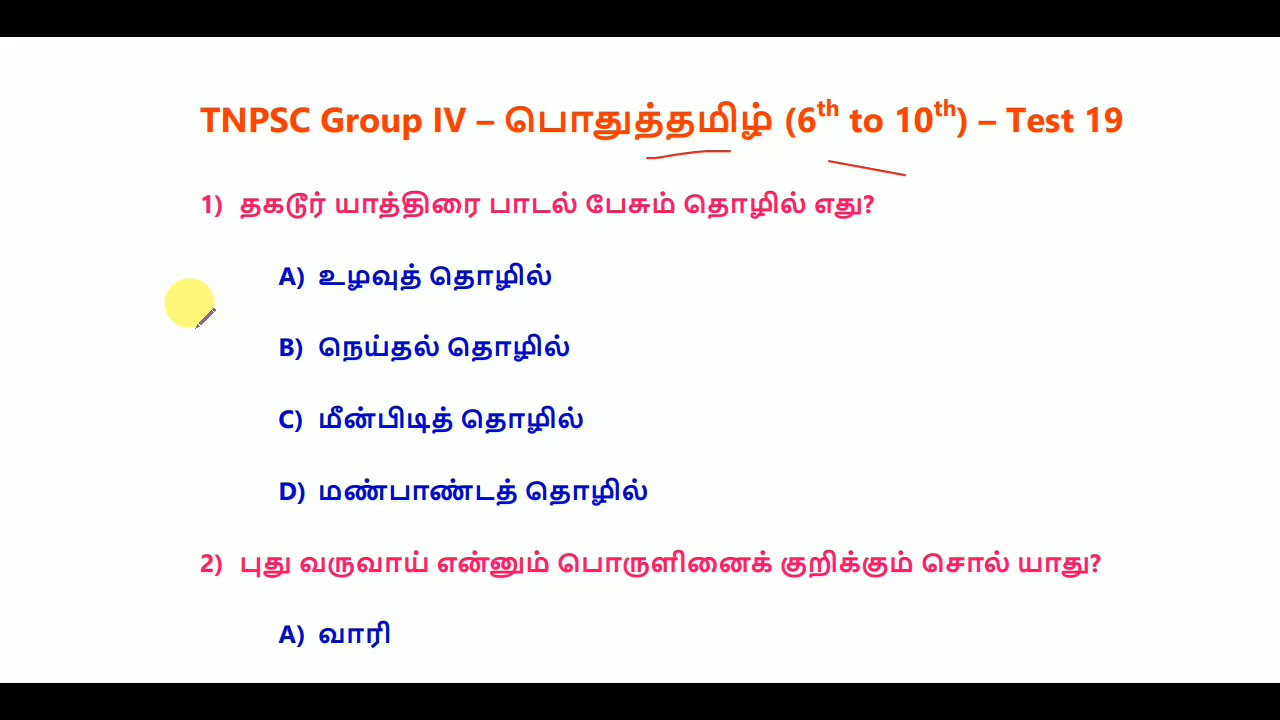 TNPSC Group IV – பொதுத்தமிழ் (6th to 10th) – Test 19
1) தகடூர் யாத்திரை பாடல் பேசும் தொழில் எது?
A) உழவுத் தொழில்
B) நெய்தல் தொழில்
C) மீன்பிடித் தொழில்
D) மண்பாண்டத் தொழில்
2) புது வருவாய் என்னும் பொருளினைக் குறிக்கும் சொல் யாது?
A) வாரி